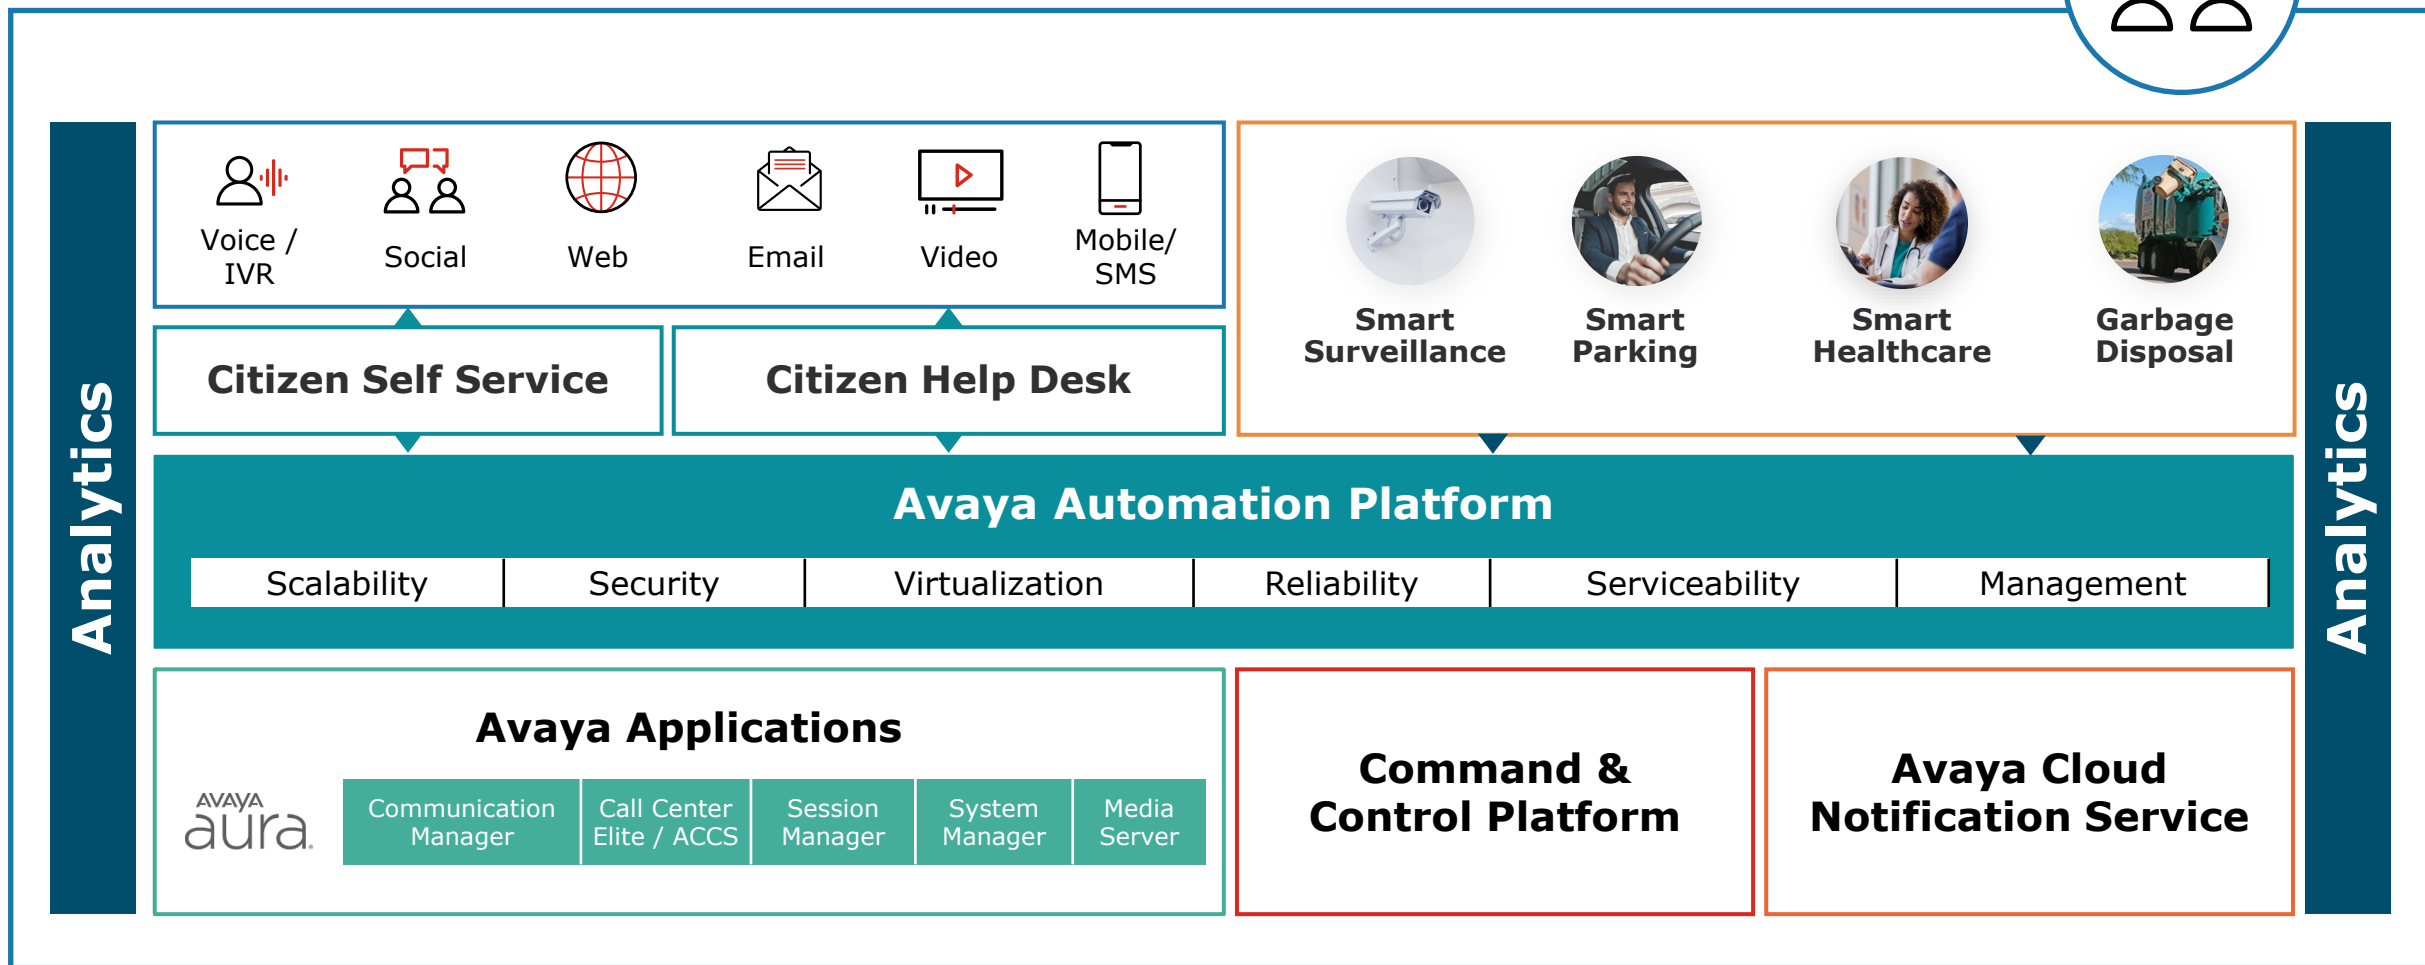 Analytics
Voice /
IVR
Social
Web
Email
Video
Mobile/
SMS
Citizen Self Service
Citizen Help Desk
Smart
Surveillance
Smart
Parking
Smart
Healthcare
Garbage
Disposal
Avaya Automation Platform
Scalability
Security
Virtualization
Reliability
Serviceability
Management
Avaya Applications
AVAYA
aura®
Communication
Manager
Call Center
Elite / ACCS
Session
Manager
System
Manager
Media
Server
Command &
Control Platform
Avaya Cloud
Notification Service
Analytics